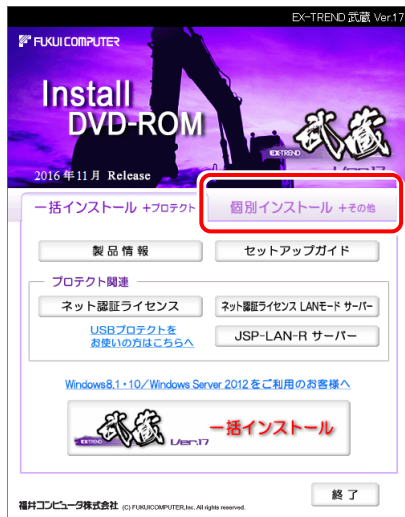 EX-TREND 武蔵 Ver.17
FUKUI COMPUTER
Install
DVD-ROM
EX-TREND 武蔵
Ver.17
2016年11月 Release
一括インストール +プロテクト
個別インストール +その他
製品情報
セットアップガイド
プロテクト関連
ネット認証ライセンス
ネット認証ライセンス LANモード サーバー
USBプロテクトを
お使いの方はこちらへ
JSP-LAN-R サーバー
Windows8.1・10/Windows Server 2012 をご利用のお客様へ
EX-TREND 武蔵 Ver.17 一括インストール
終了
福井コンピュータ株式会社 (C) FUKUICOMPUTER,Inc. All rights reserved.